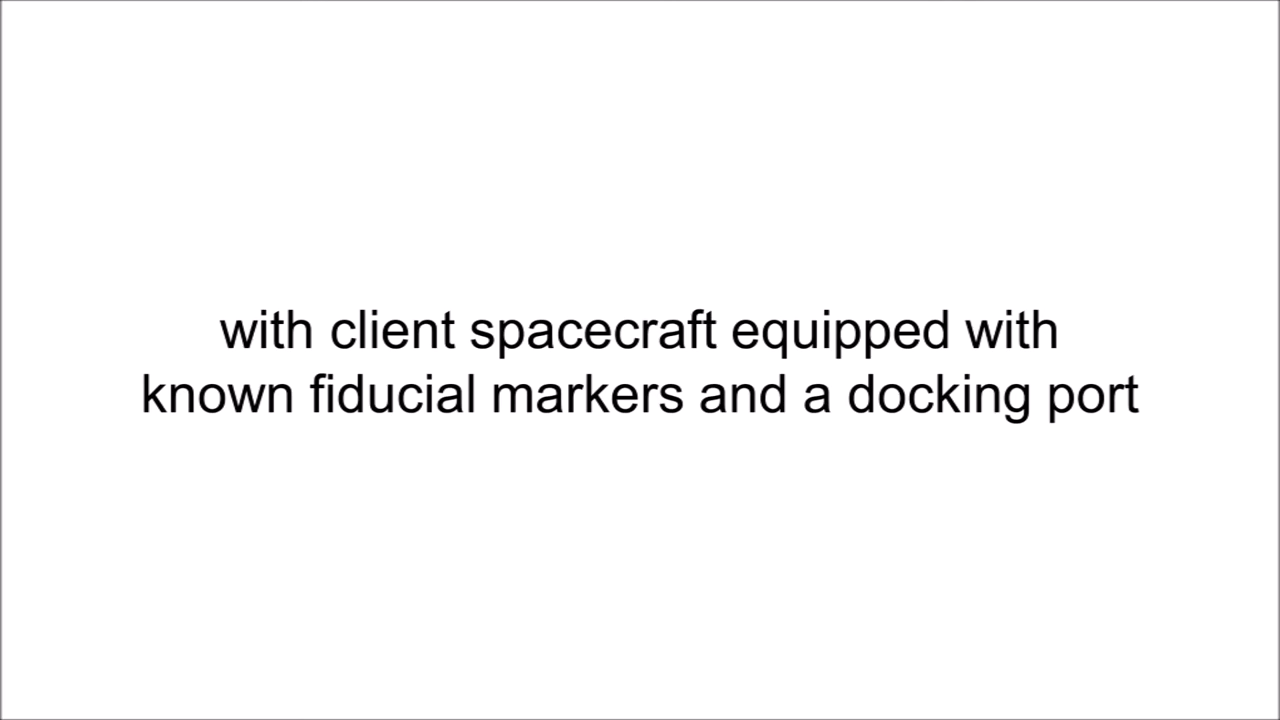 with client spacecraft equipped with
known fiducial markers and a docking port